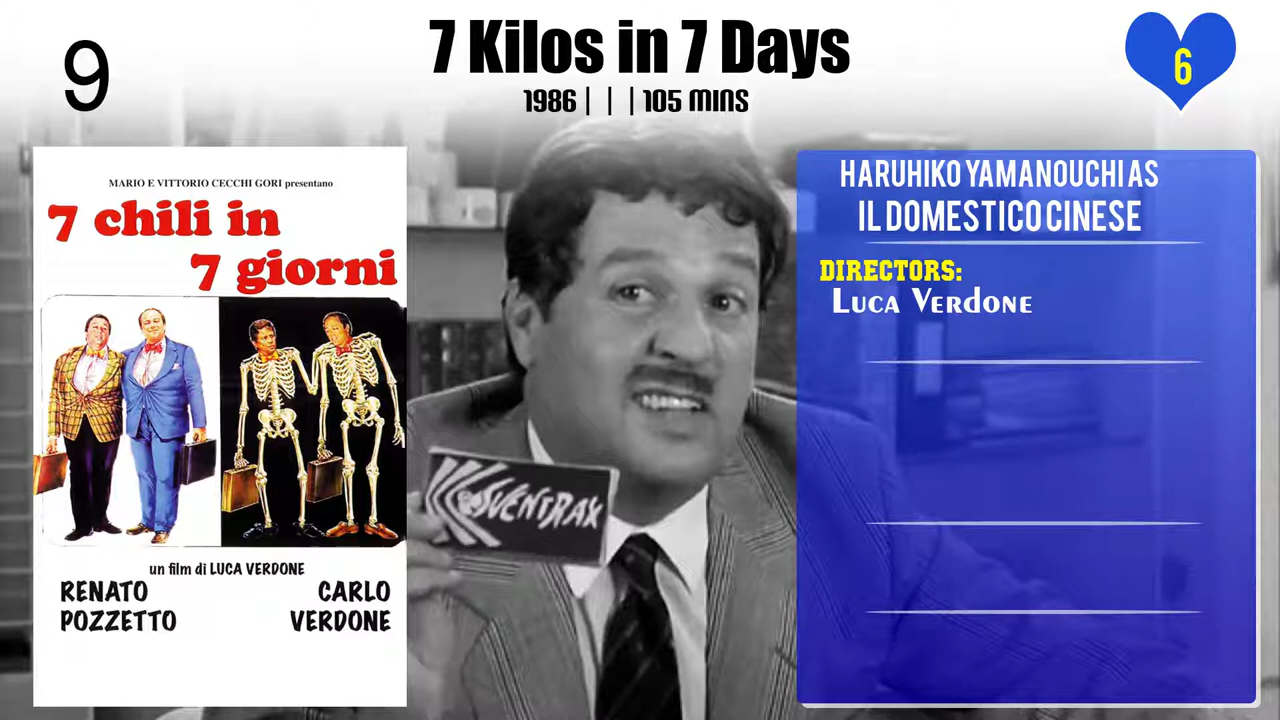 9
7 Kilos in 7 Days
1986 | | | 105 MINS
6
MARIO E VITTORIO CECCHI GORI presentano
7 chili in
7 giorni
un film di LUCA VERDONE
RENATO POZZETTO
CARLO VERDONE
SVENTRAX
HARUHIKO YAMANOUCHI AS
IL DOMESTICO CINESE
DIRECTORS:
LUCA VERDONE